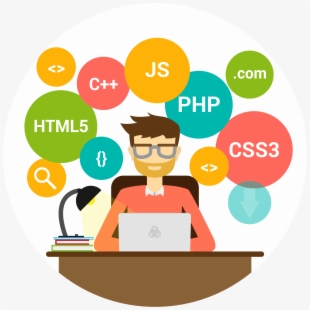 <>
C++
JS
.com
PHP
HTML5
{}
<>
CSS3